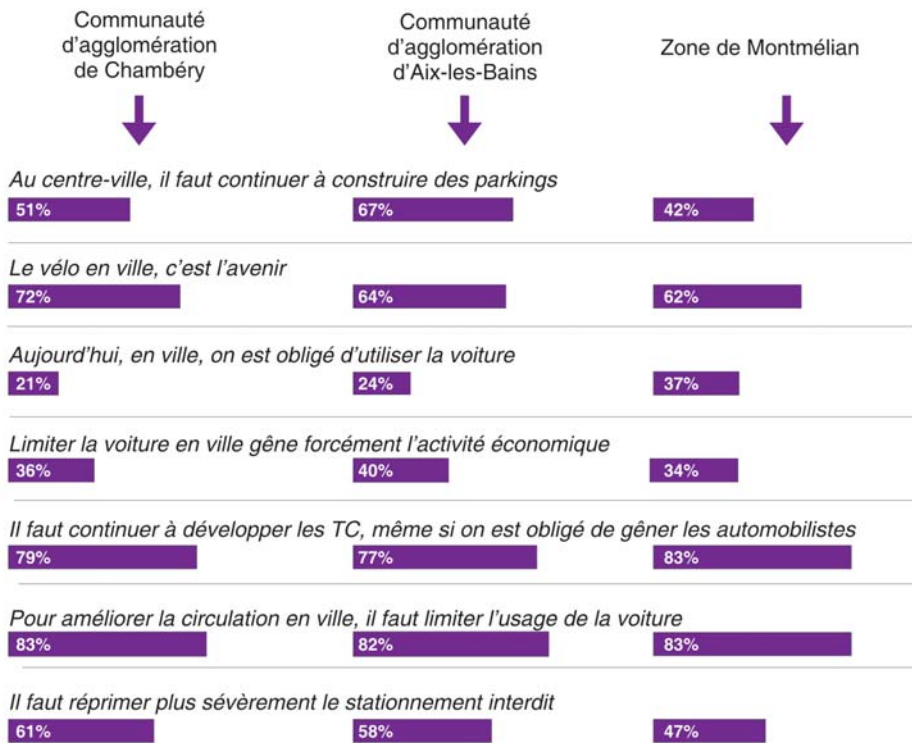 Communauté
d'agglomération
de Chambéry
Communauté
d'agglomération
d'Aix-les-Bains
Zone de Montmélian
Au centre-ville, il faut continuer à construire des parkings
51% 67% 42%
Le vélo en ville, c'est l'avenir
72% 64% 62%
Aujourd'hui, en ville, on est obligé d'utiliser la voiture
21% 24% 37%
Limiter la voiture en ville gêne forcément l'activité économique
36% 40% 34%
Il faut continuer à développer les TC, même si on est obligé de gêner les automobilistes
79% 77% 83%
Pour améliorer la circulation en ville, il faut limiter l'usage de la voiture
83% 82% 83%
Il faut réprimer plus sévèrement le stationnement interdit
61% 58% 47%